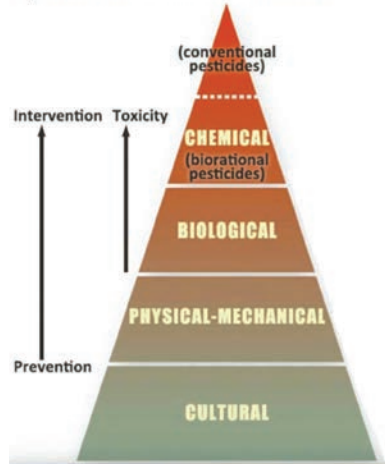 (conventional
pesticides)
Intervention Toxicity
CHEMICAL
(biorational
pesticides)
BIOLOGICAL
PHYSICAL-MECHANICAL
Prevention
CULTURAL